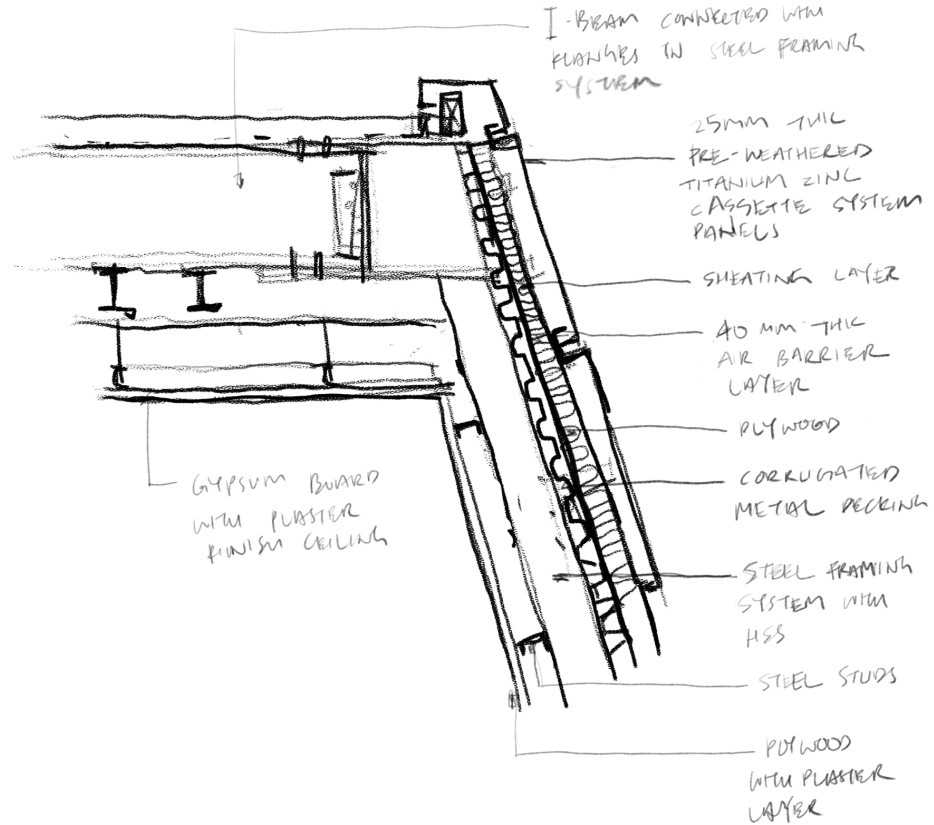 I-BEAM CONNECTED WITH
FLANGES IN STEEL FRAMING
SYSTEM
25MM THIC
PRE-WEATHERED
TITANIUM ZINC
CASSETTE SYSTEM
PANELS
SHEATING LAYER
40 MM THIC
AIR BARRIER
LAYER
PLYWOOD
CORRUGATED
METAL DECKING
GYPSUM BOARD
WITH PLASTER
FINISH CEILING
STEEL FRAMING
SYSTEM WITH
HSS
STEEL STUDS
PLYWOOD
WITH PLASTER
LAYER